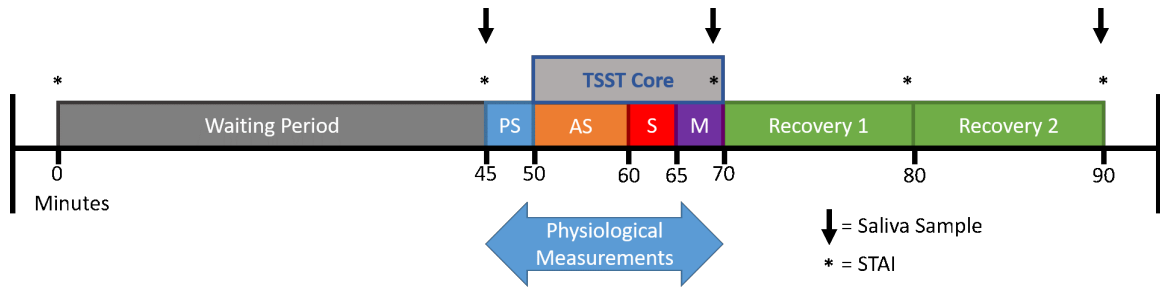 * * TSST Core * * *
Waiting Period PS AS S M Recovery 1 Recovery 2
0 45 50 60 65 70 80 90
Minutes
Physiological
Measurements
= Saliva Sample
* = STAI